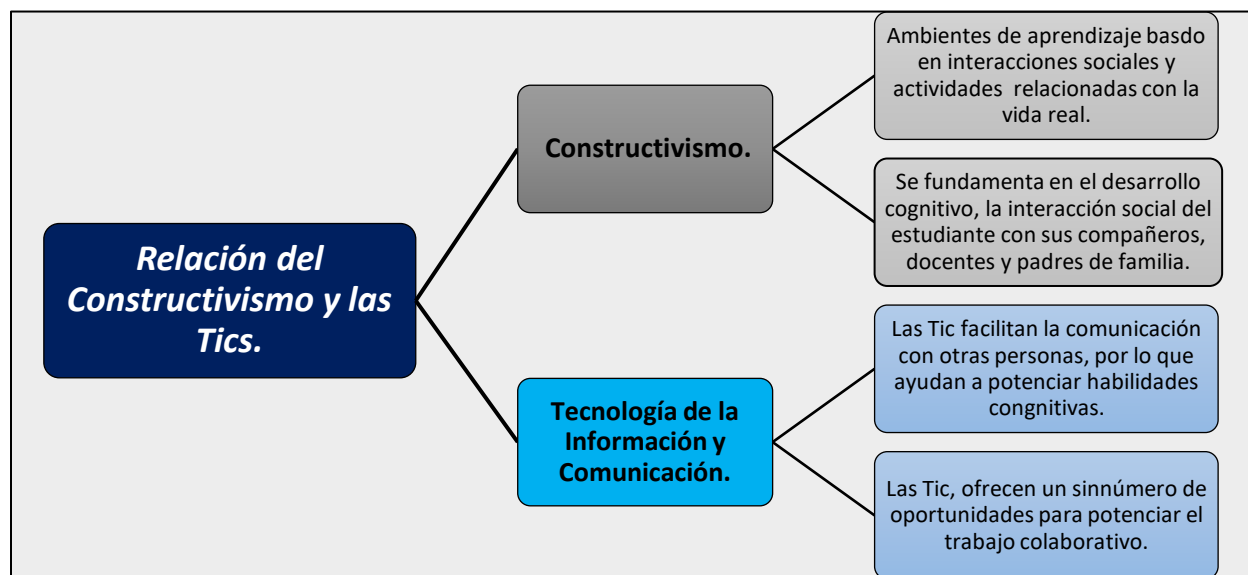 Relación del
Constructivismo y las
Tics.
Constructivismo.
Ambientes de aprendizaje basdo
en interacciones sociales y
actividades relacionadas con la
vida real.
Se fundamenta en el desarrollo
cognitivo, la interacción social del
estudiante con sus compañeros,
docentes y padres de familia.
Tecnología de la
Información y
Comunicación.
Las Tic facilitan la comunicación
con otras personas, por lo que
ayudan a potenciar habilidades
congnitivas.
Las Tic, ofrecen un sinnúmero de
oportunidades para potenciar el
trabajo colaborativo.